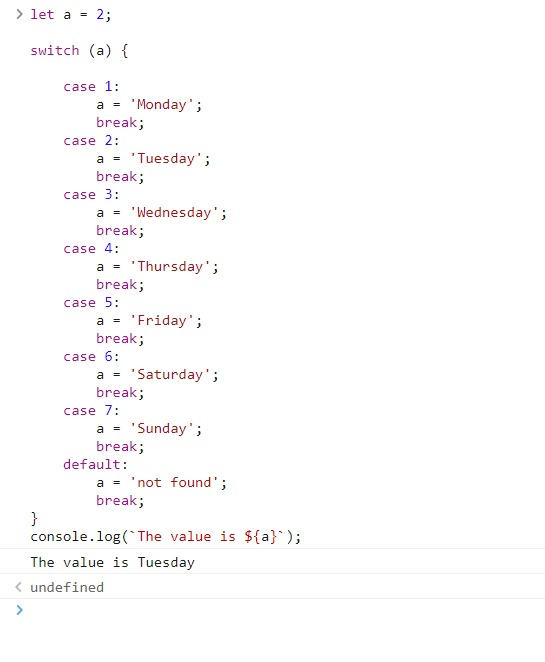 > let a = 2;
switch (a) {
case 1:
a = 'Monday';
break;
case 2:
a = 'Tuesday';
break;
case 3:
a = 'Wednesday';
break;
case 4:
a = 'Thursday';
break;
case 5:
a = 'Friday';
break;
case 6:
a = 'Saturday';
break;
case 7:
a = 'Sunday';
break;
default:
a = 'not found';
break;
}
console.log(`The value is ${a}`);
The value is Tuesday
< undefined
>